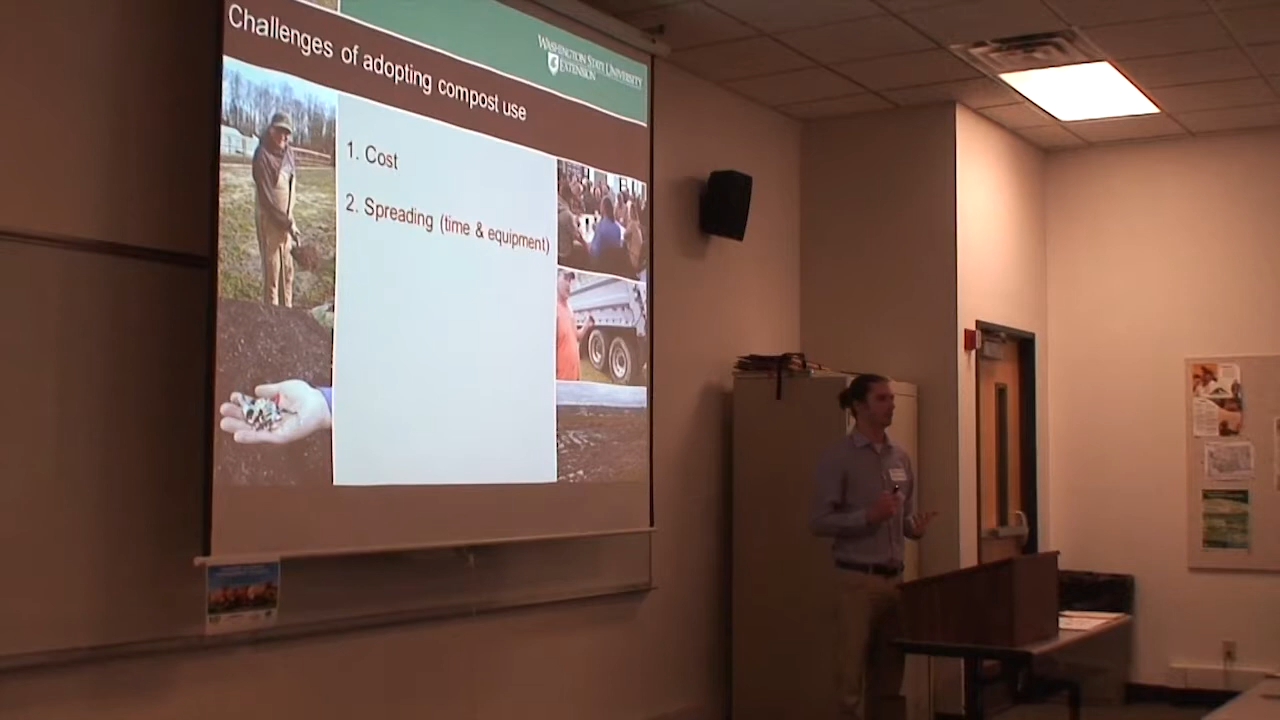 Challenges of adopting compost use
WASHINGTON STATE UNIVERSITY
EXTENSION
1. Cost
2. Spreading (time & equipment)